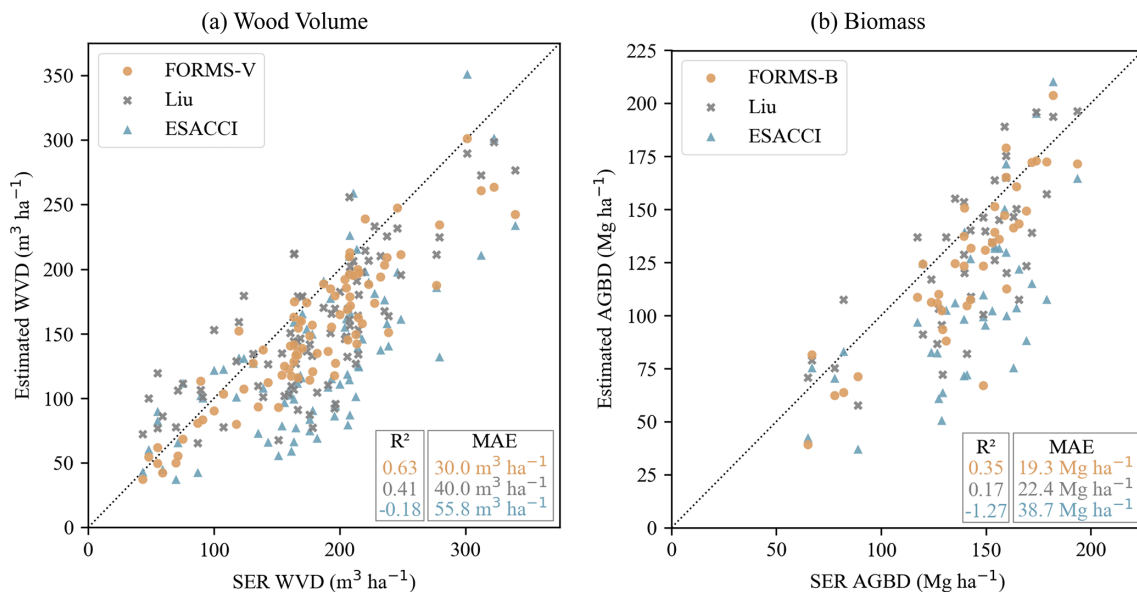 (a) Wood Volume
FORMS-V
Liu
ESACCI
Estimated WVD (m³ ha⁻¹)
350
300
250
200
150
100
50
0
R² MAE
0.63 30.0 m³ ha⁻¹
0.41 40.0 m³ ha⁻¹
-0.18 55.8 m³ ha⁻¹
0 100 200 300
SER WVD (m³ ha⁻¹)
(b) Biomass
FORMS-B
Liu
ESACCI
Estimated AGBD (Mg ha⁻¹)
225
200
175
150
125
100
75
50
25
0
R² MAE
0.35 19.3 Mg ha⁻¹
0.17 22.4 Mg ha⁻¹
-1.27 38.7 Mg ha⁻¹
0 50 100 150 200
SER AGBD (Mg ha⁻¹)